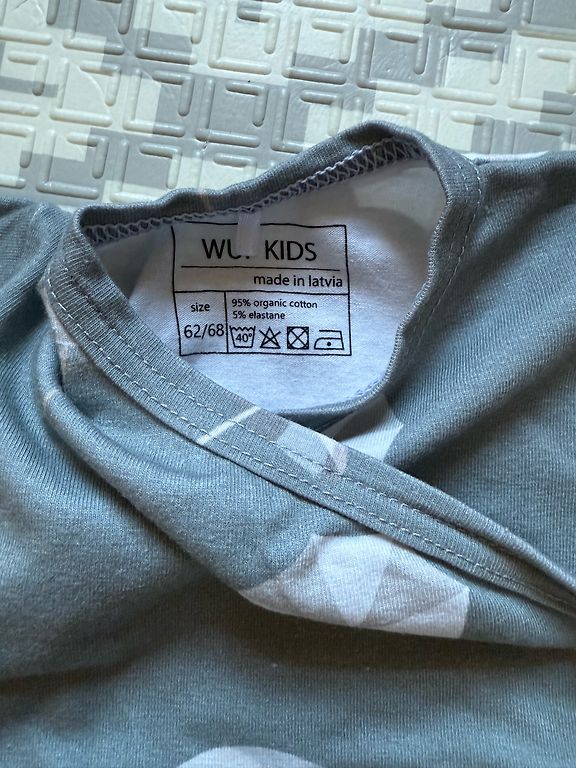 KIDS
made in latvia
size
62/68
95% organic cotton
5% elastane
40°